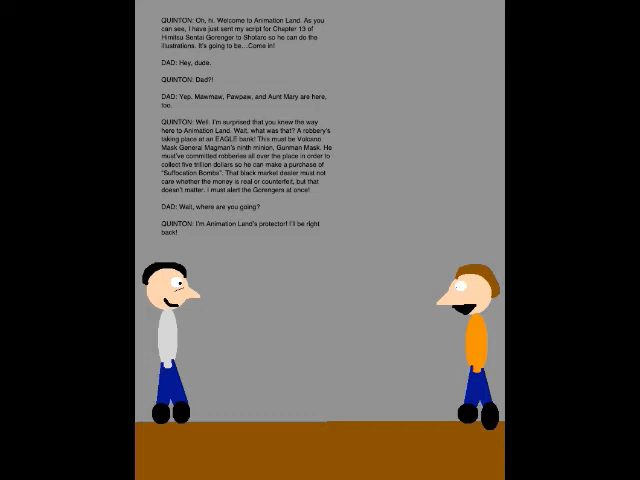 QUINTON: Oh, hi. Welcome to Animation Land. As you
can see, I have just sent my script for Chapter 13 of
Himitsu Sentai Gorenger to Shotaro so he can do the
illustrations. It's going to be...Come in!
DAD: Hey, dude.
QUINTON: Dad?!
DAD: Yep. Mawmaw, Pawpaw, and Aunt Mary are here,
too.
QUINTON: Well. I'm surprised that you knew the way
here to Animation Land. Wait, what was that? A robbery's
taking place at an EAGLE bank! This must be Volcano
Mask General Magman's ninth minion, Gunman Mask. He
must've committed robberies all over the place in order to
collect five trillion dollars so he can make a purchase of
"Suffocation Bombs". That black market dealer must not
care whether the money is real or counterfeit, but that
doesn't matter. I must alert the Gorengers at once!
DAD: Wait, where are you going?
QUINTON: I'm Animation Land's protector! I'll be right
back!